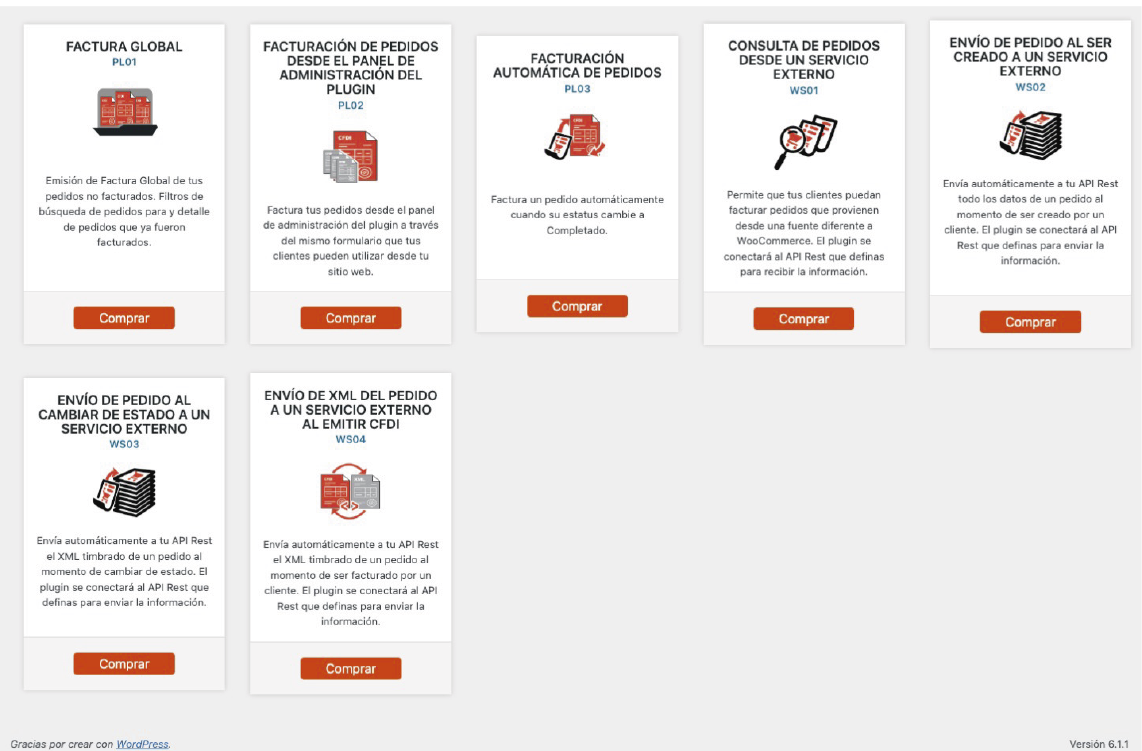 FACTURA GLOBAL
PL01
Emisión de Factura Global de tus
pedidos no facturados. Filtros de
búsqueda de pedidos para y detalle
de pedidos que ya fueron
facturados.
Comprar
FACTURACIÓN DE PEDIDOS
DESDE EL PANEL DE
ADMINISTRACIÓN DEL
PLUGIN
PL02
Factura tus pedidos desde el panel
de administración del plugin a través
del mismo formulario que tus
clientes pueden utilizar desde tu
sitio web.
Comprar
FACTURACIÓN
AUTOMÁTICA DE PEDIDOS
PL03
Factura un pedido automáticamente
cuando su estatus cambie a
Completado.
Comprar
CONSULTA DE PEDIDOS
DESDE UN SERVICIO
EXTERNO
WS01
Permite que tus clientes puedan
facturar pedidos que provienen
desde una fuente diferente a
WooCommerce. El plugin se
conectará al API Rest que definas
para recibir la información.
Comprar
ENVÍO DE PEDIDO AL SER
CREADO A UN SERVICIO
EXTERNO
WS02
Envía automáticamente a tu API Rest
todo los datos de un pedido al
momento de ser creado por un
cliente. El plugin se conectará al API
Rest que definas para enviar la
información.
Comprar
ENVÍO DE PEDIDO AL
CAMBIAR DE ESTADO A UN
SERVICIO EXTERNO
WS03
Envía automáticamente a tu API Rest
el XML timbrado de un pedido al
momento de cambiar de estado. El
plugin se conectará al API Rest que
definas para enviar la información.
Comprar
ENVÍO DE XML DEL PEDIDO
A UN SERVICIO EXTERNO
AL EMITIR CFDI
WS04
Envía automáticamente a tu API Rest
el XML timbrado de un pedido al
momento de ser facturado por un
cliente. El plugin se conectará al API
Rest que definas para enviar la
información.
Comprar
Gracias por crear con WordPress.
Versión 6.1.1